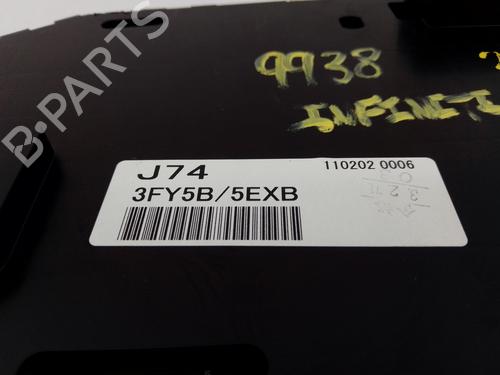 9938
INFINITI
J74
110202 0006
3FY5B/5EXB
B-PARTS